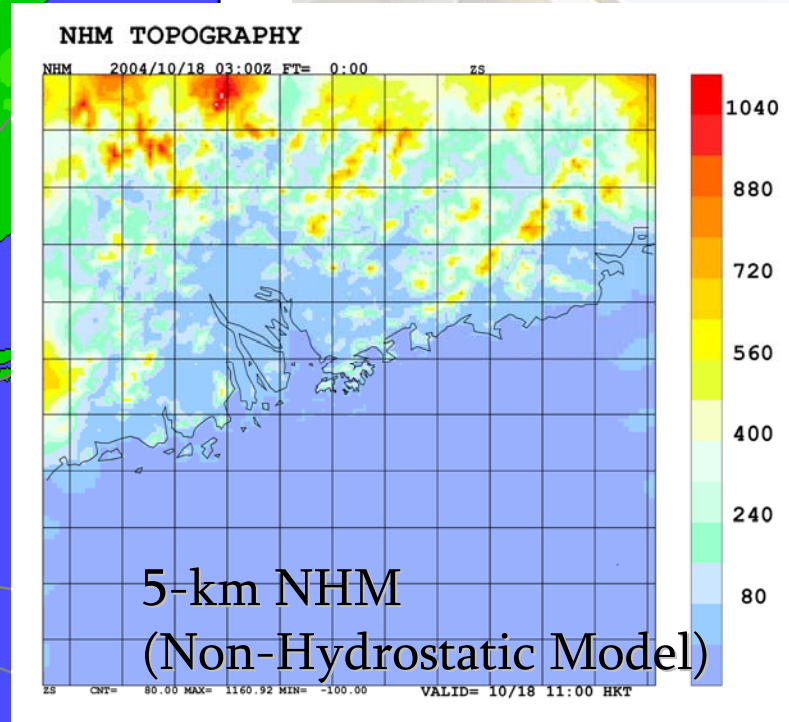 NHM TOPOGRAPHY
NHM 2004/10/18 03:00Z FT= 0:00 ZS
1040
880
720
560
400
240
80
5-km NHM
(Non-Hydrostatic Model)
ZS CNT= 80.00 MAX= 1160.92 MIN= -100.00 VALID= 10/18 11:00 HKT